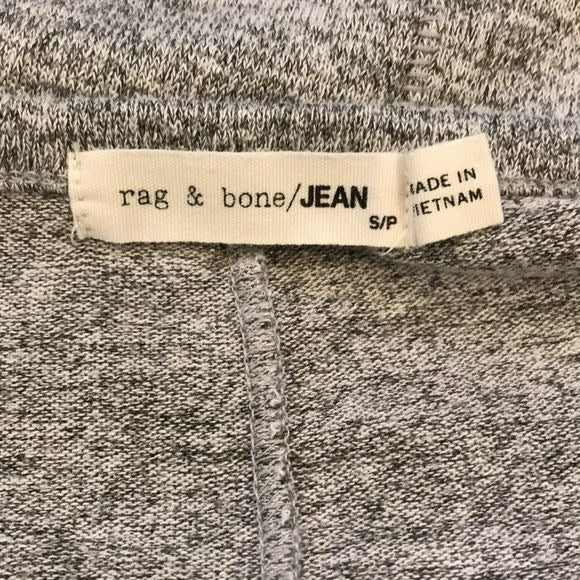 rag & bone/JEAN
S/P
MADE IN
VIETNAM